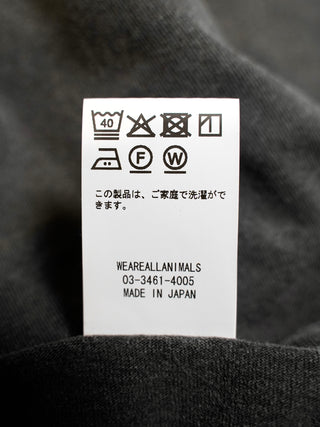 40
F
W
この製品は、ご家庭で洗濯がで
きます。
WEAREALLANIMALS
03-3461-4005
MADE IN JAPAN